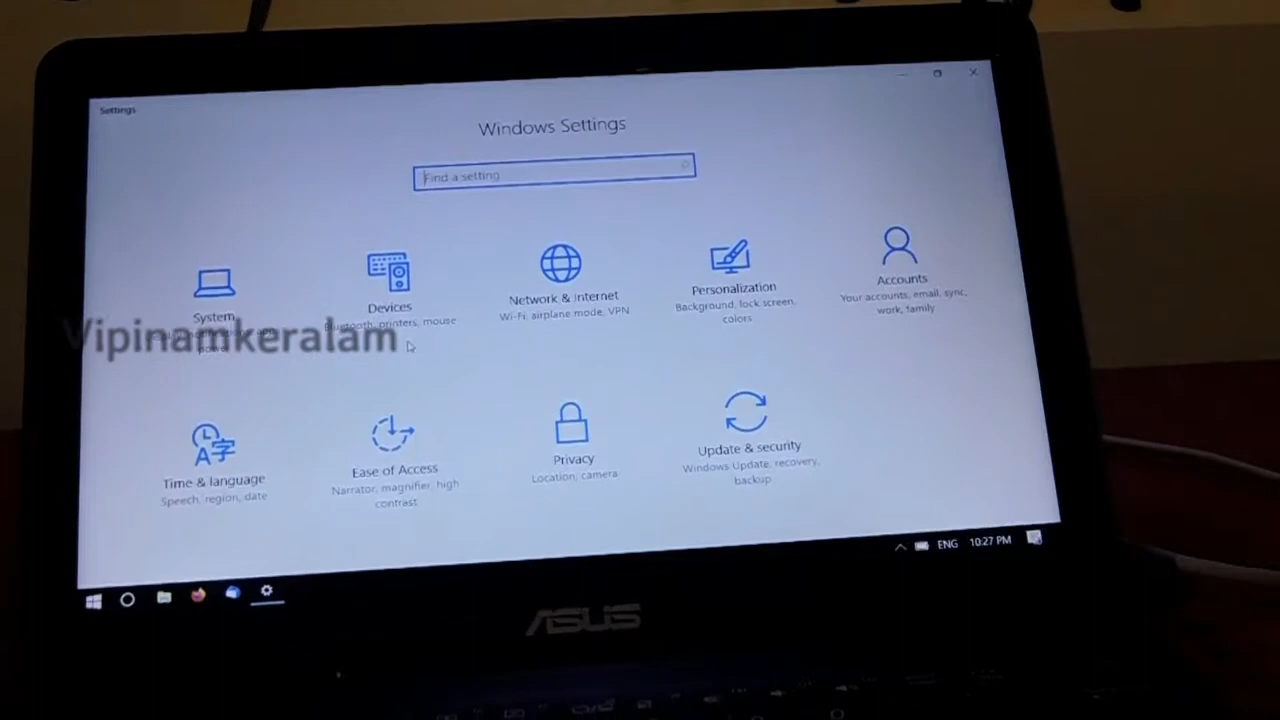 Settings
Windows Settings
Find a setting
System
Devices
Bluetooth, printers, mouse
Network & Internet
Wi-Fi, airplane mode, VPN
Personalization
Background, lock screen,
colors
Accounts
Your accounts, email, sync,
work, family
Vipinamkeralam
Time & language
Speech, region, date
Ease of Access
Narrator, magnifier, high
contrast
Privacy
Location, camera
Update & security
Windows Update, recovery,
backup
ENG
10:27 PM
ASUS